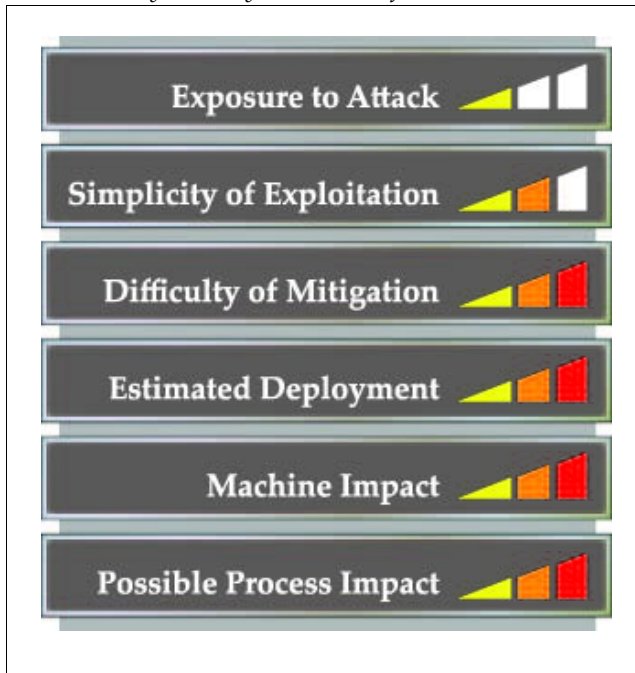 Exposure to Attack
Simplicity of Exploitation
Difficulty of Mitigation
Estimated Deployment
Machine Impact
Possible Process Impact